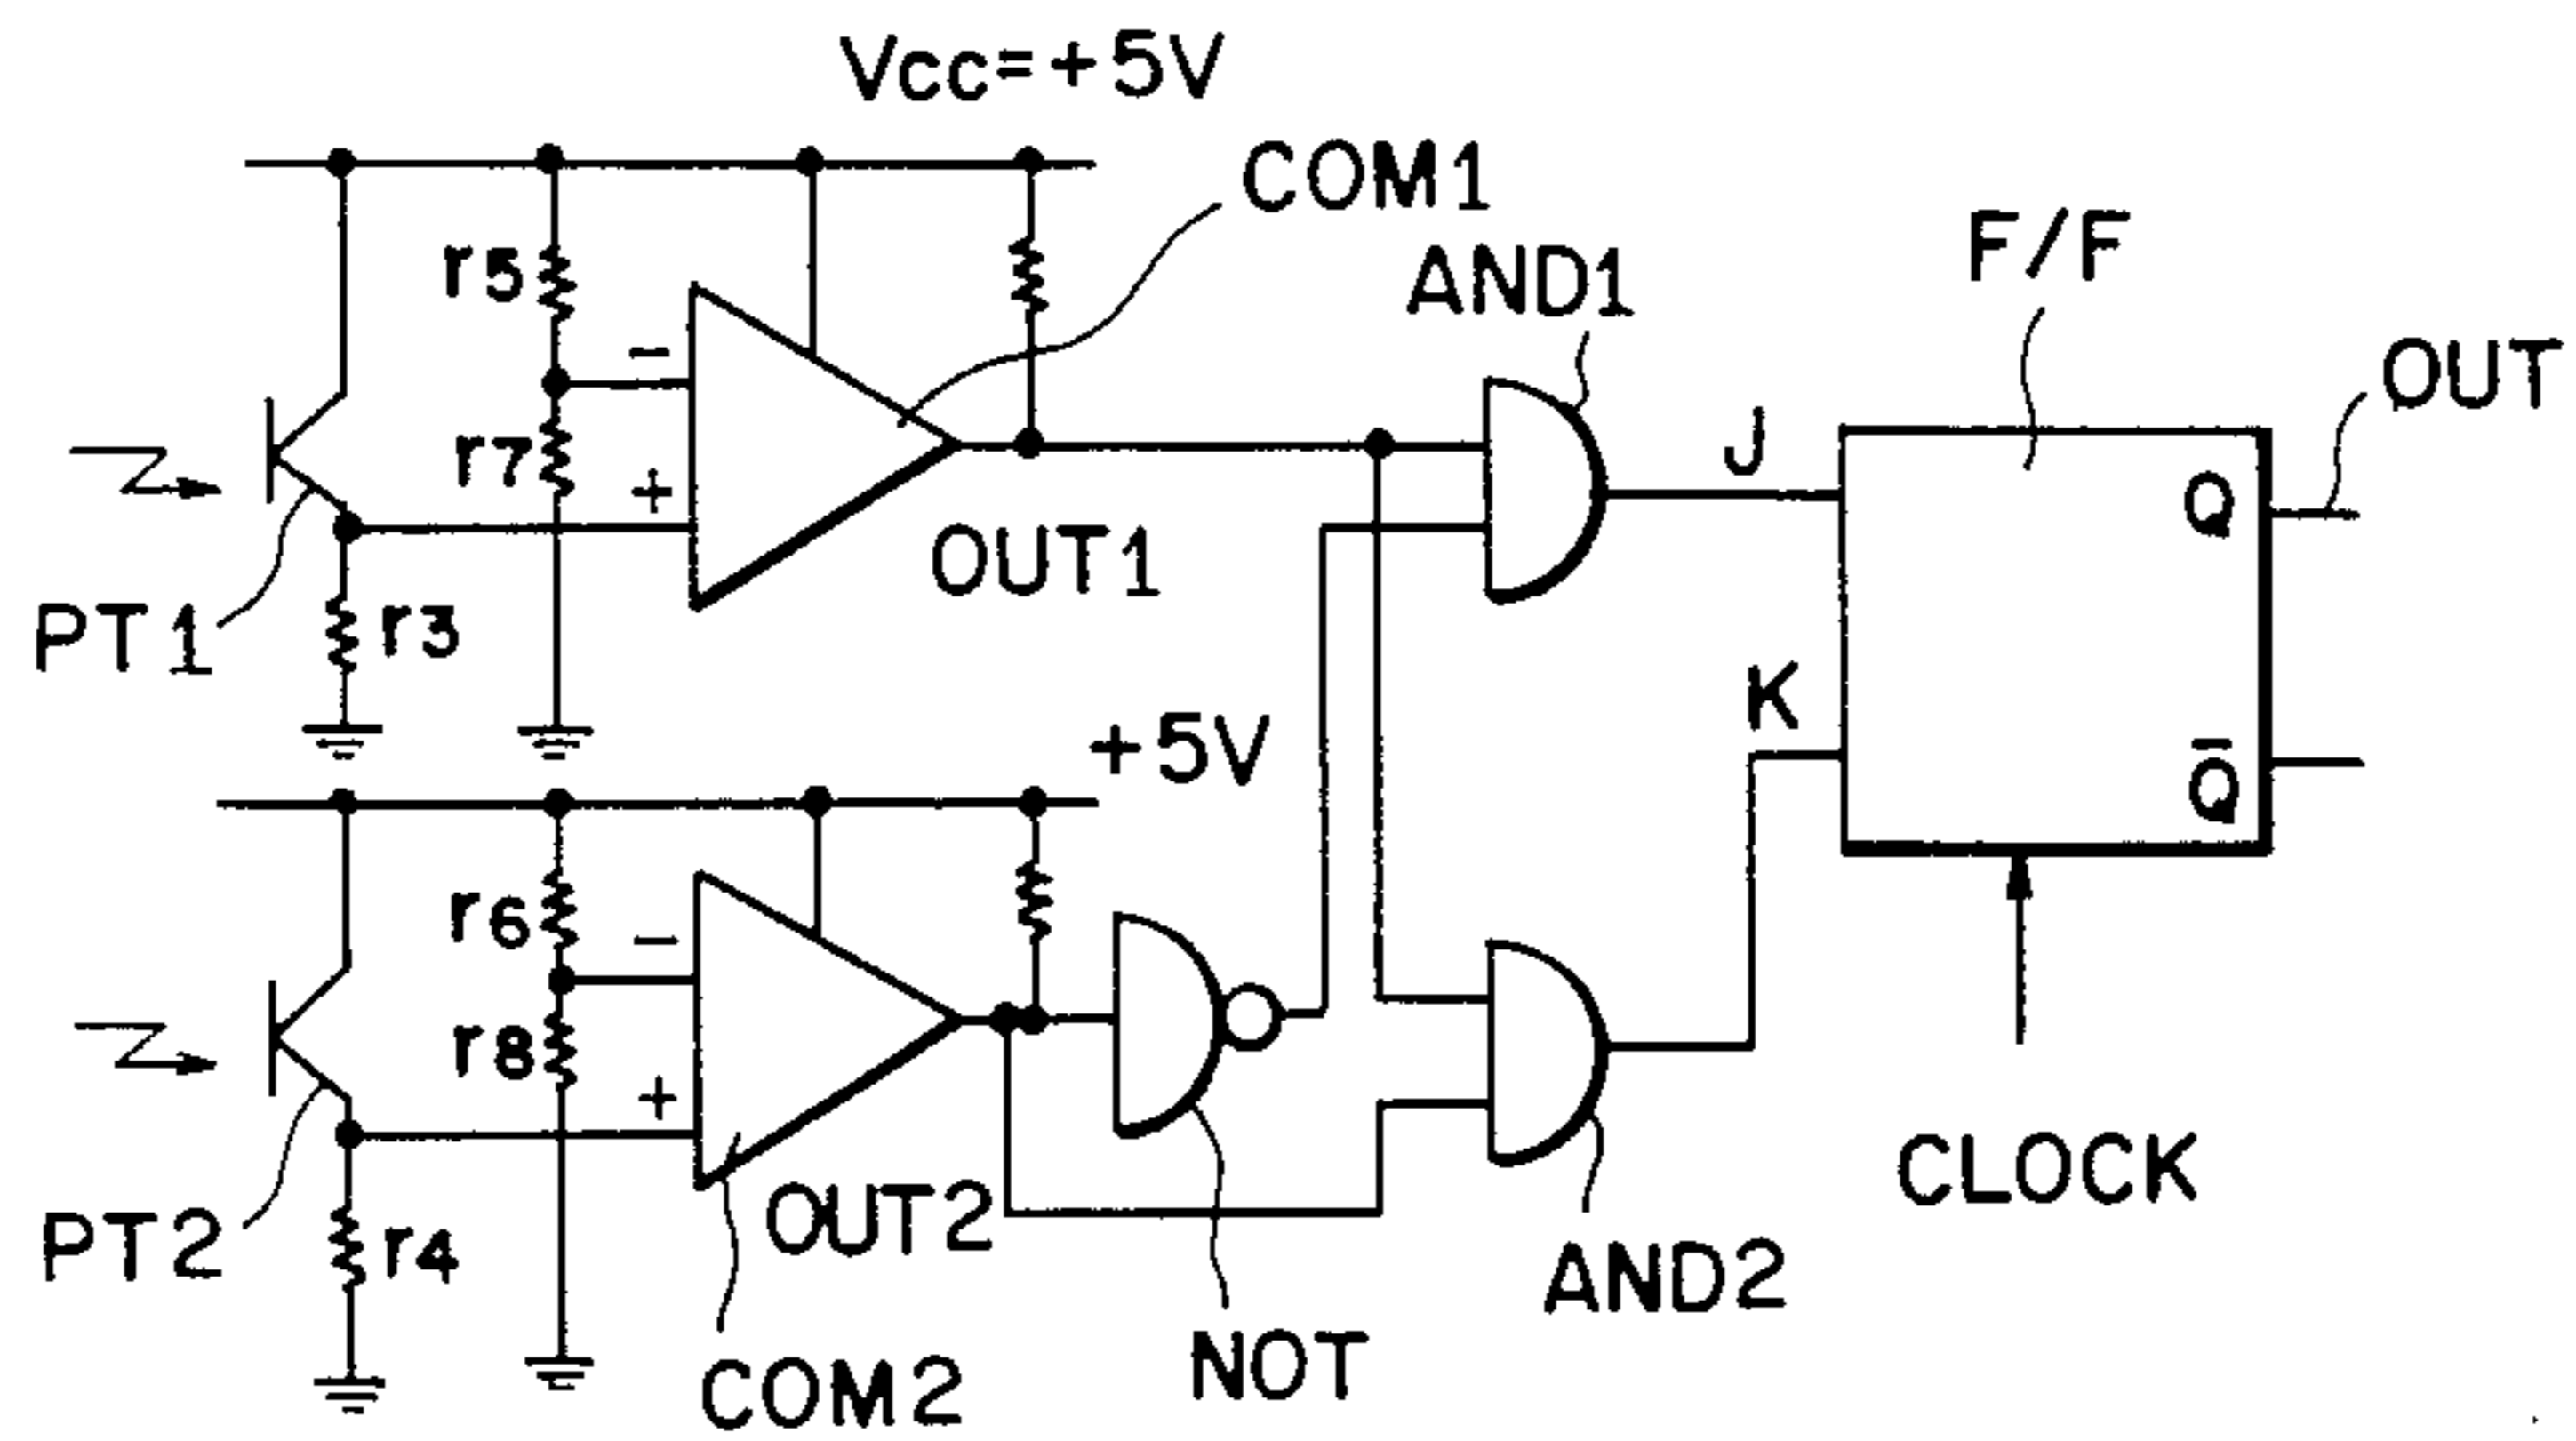 Vcc=+5V
COM1
AND1
F/F
OUT
r5
r7
-
+
J
Q
OUT1
PT1
r3
K
+5V
Q̄
r6
r8
-
+
OUT2
PT2
r4
CLOCK
AND2
NOT
COM2